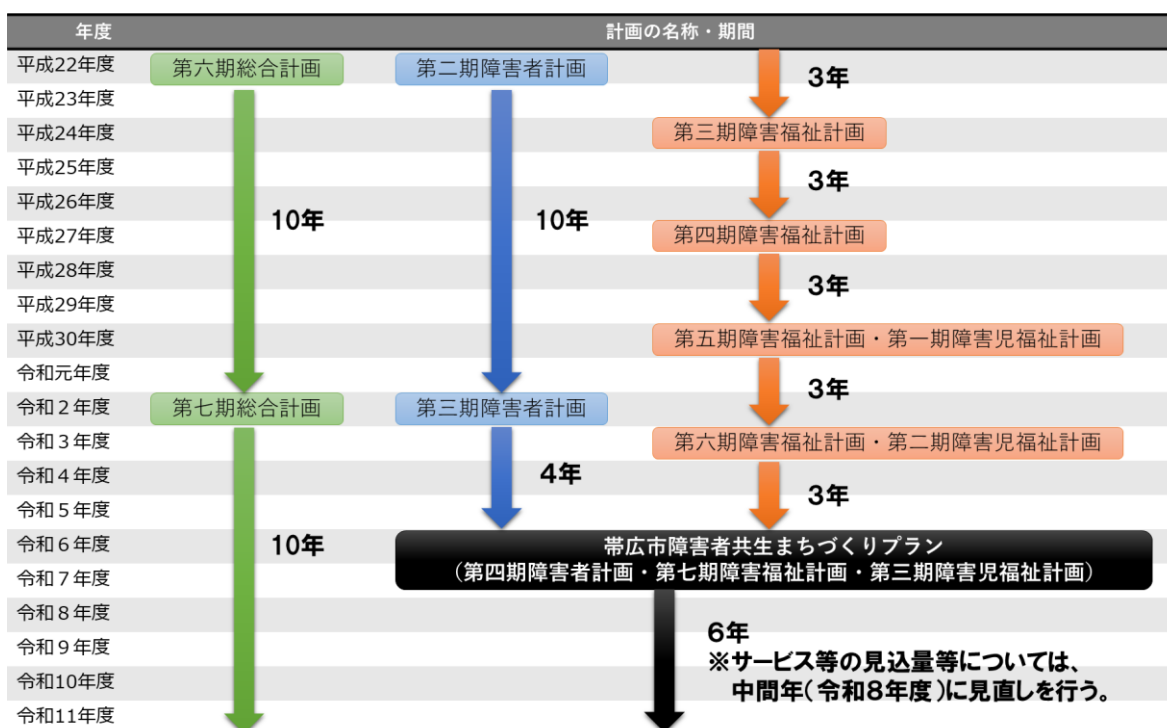 年度 計画の名称・期間
平成22年度 第六期総合計画 第二期障害者計画 3年
平成23年度
平成24年度 第三期障害福祉計画
平成25年度 3年
平成26年度
平成27年度 10年 10年 第四期障害福祉計画
平成28年度
平成29年度 3年
平成30年度 第五期障害福祉計画・第一期障害児福祉計画
令和元年度 3年
令和２年度 第七期総合計画 第三期障害者計画
令和３年度 第六期障害福祉計画・第二期障害児福祉計画
令和４年度 4年
令和５年度 3年
令和６年度 10年 帯広市障害者共生まちづくりプラン
令和７年度 （第四期障害者計画・第七期障害福祉計画・第三期障害児福祉計画）
令和８年度
6年
令和９年度 ※サービス等の見込量等については、
令和10年度 中間年（令和8年度）に見直しを行う。
令和11年度